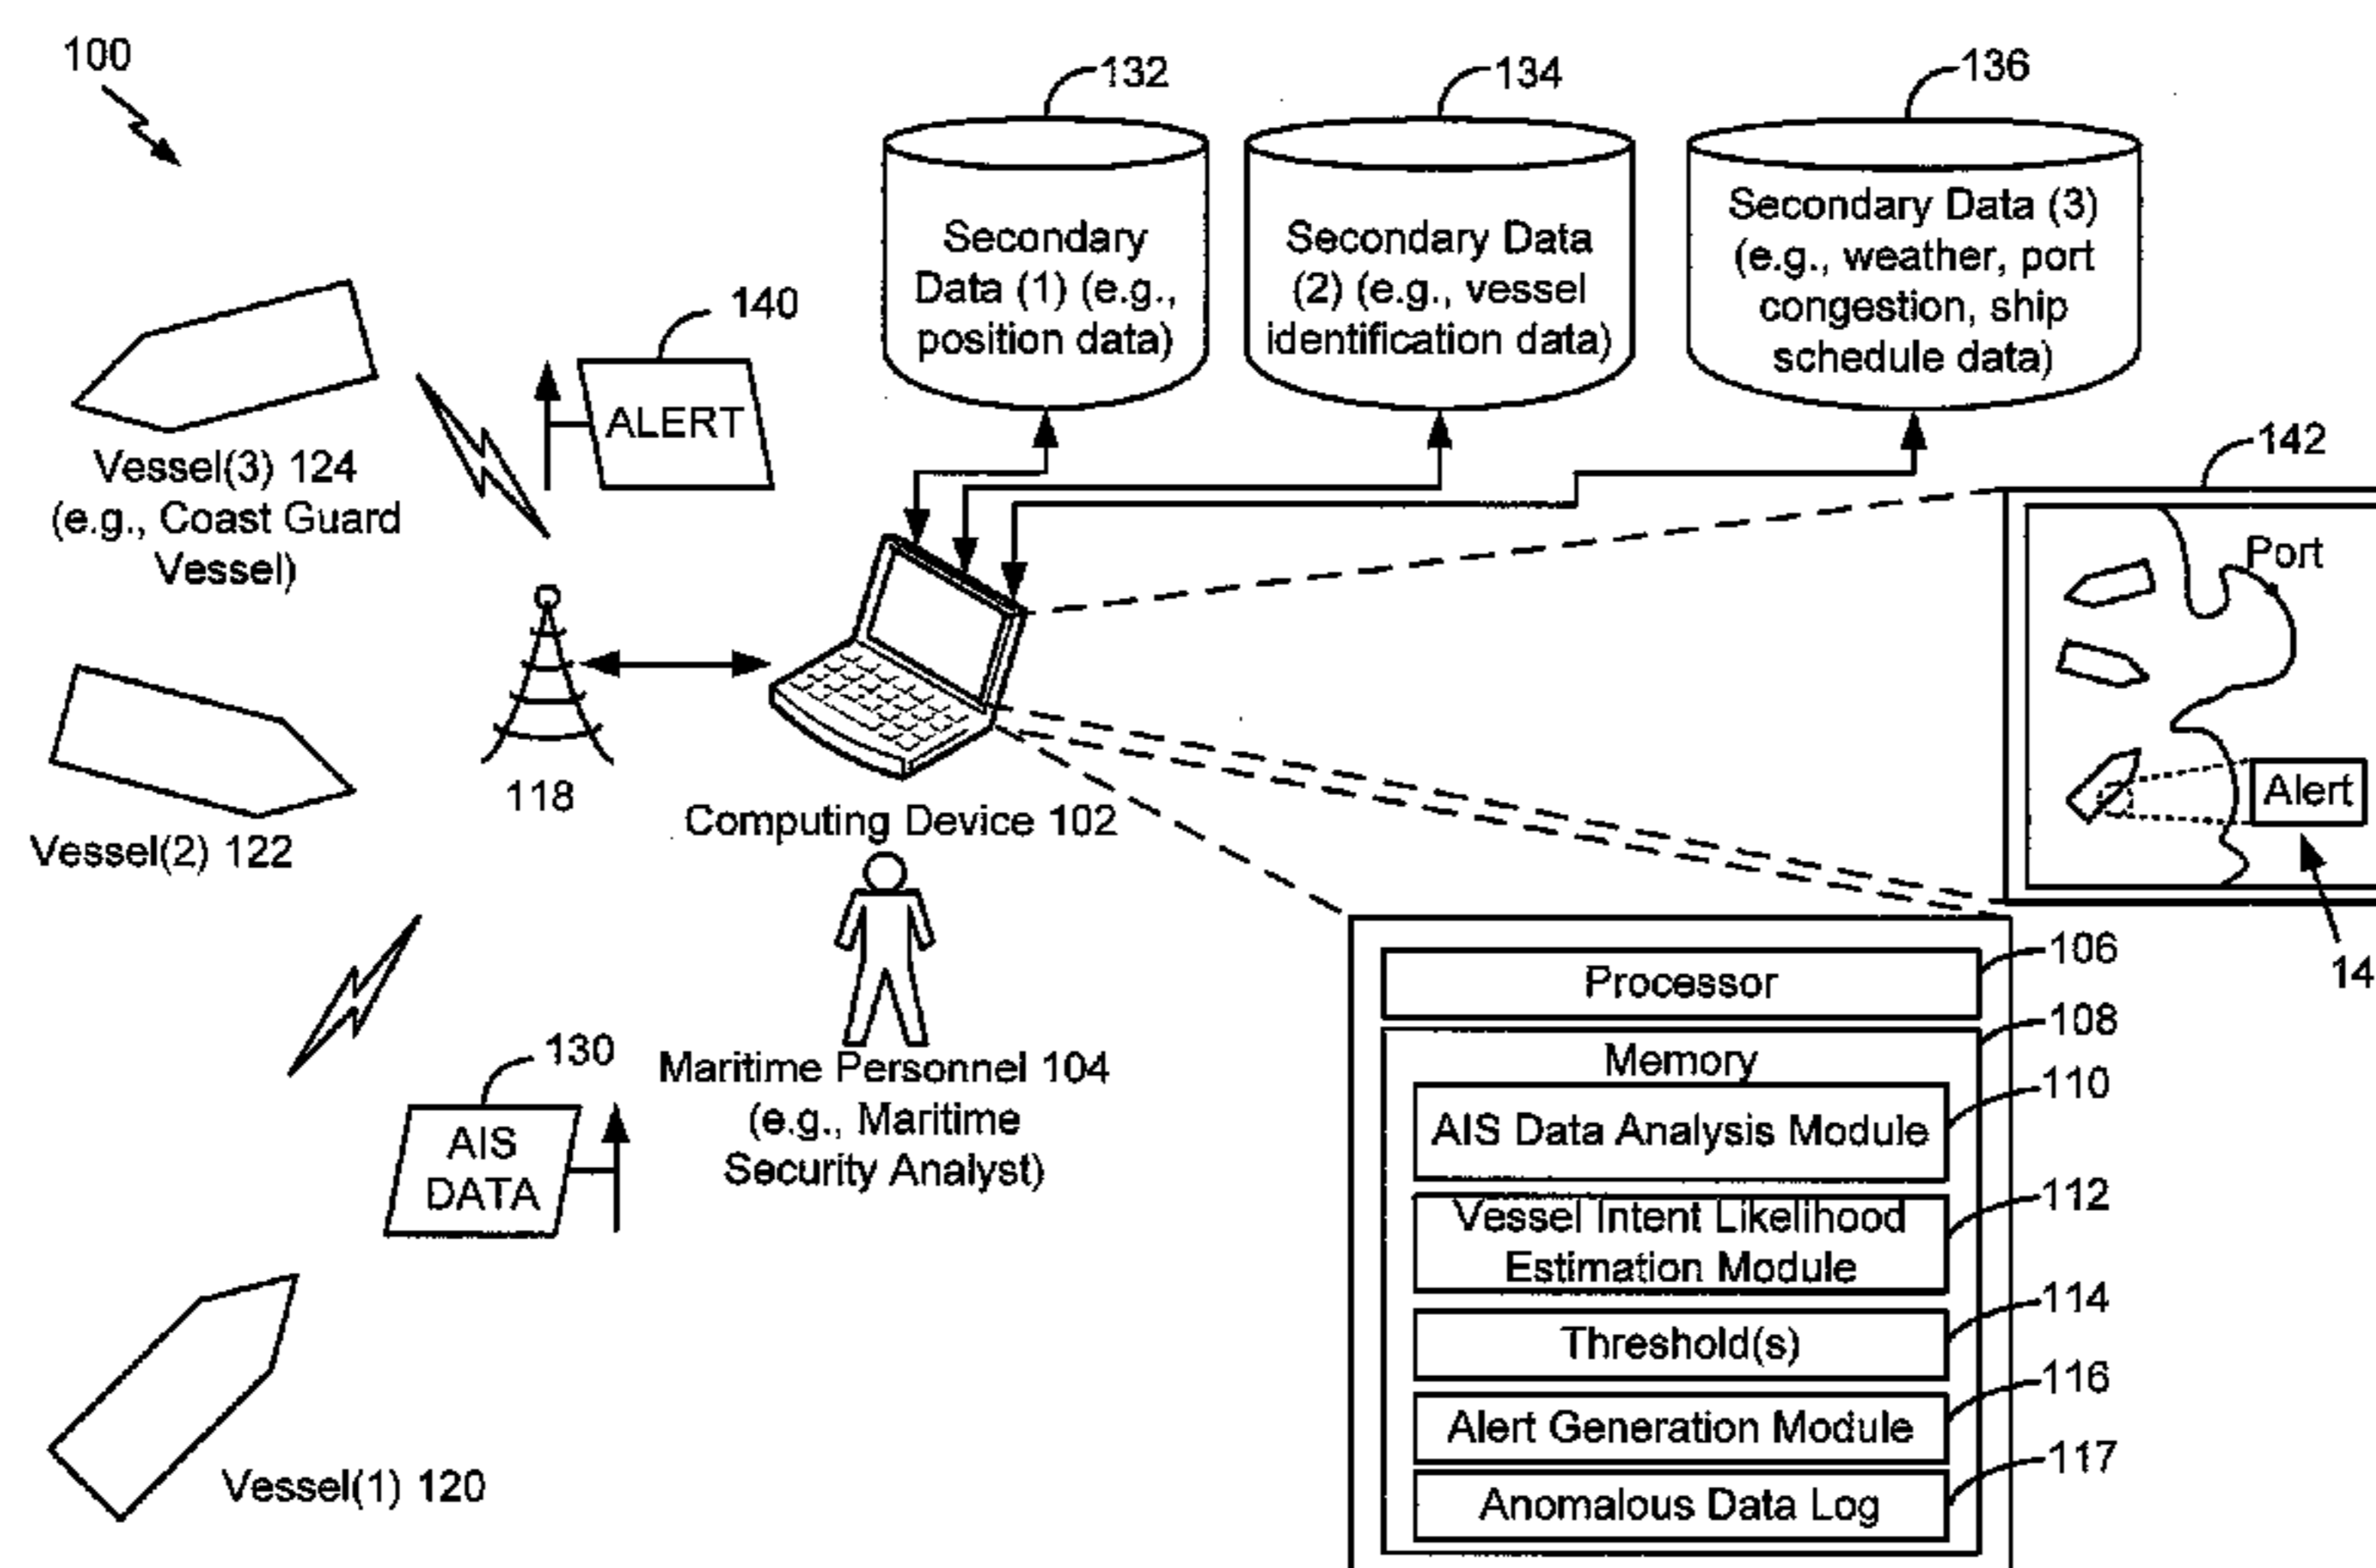 100
132
134
136
Secondary
Data (1) (e.g.,
position data)
Secondary Data
(2) (e.g., vessel
identification data)
Secondary Data (3)
(e.g., weather, port
congestion, ship
schedule data)
140
ALERT
Vessel(3) 124
(e.g., Coast Guard
Vessel)
142
Port
Alert
14
118
Computing Device 102
Vessel(2) 122
Maritime Personnel 104
(e.g., Maritime
Security Analyst)
130
AIS
DATA
Vessel(1) 120
Processor
106
Memory
108
AIS Data Analysis Module
110
Vessel Intent Likelihood
Estimation Module
112
Threshold(s)
114
Alert Generation Module
116
Anomalous Data Log
117